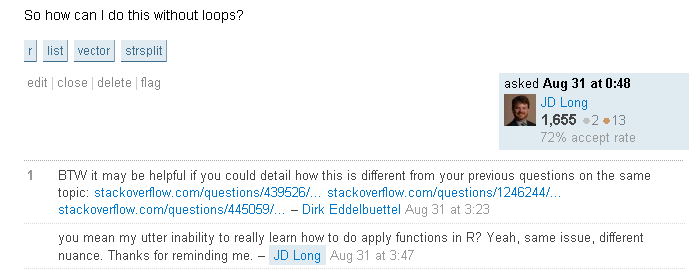 So how can I do this without loops?
r list vector strsplit
edit | close | delete | flag
asked Aug 31 at 0:48
JD Long
1,655 ●2 ●13
72% accept rate
1 BTW it may be helpful if you could detail how this is different from your previous questions on the same
topic: stackoverflow.com/questions/439526/… stackoverflow.com/questions/1246244/…
stackoverflow.com/questions/445059/… – Dirk Eddelbuettel Aug 31 at 3:23
you mean my utter inability to really learn how to do apply functions in R? Yeah, same issue, different
nuance. Thanks for reminding me. – JD Long Aug 31 at 3:47